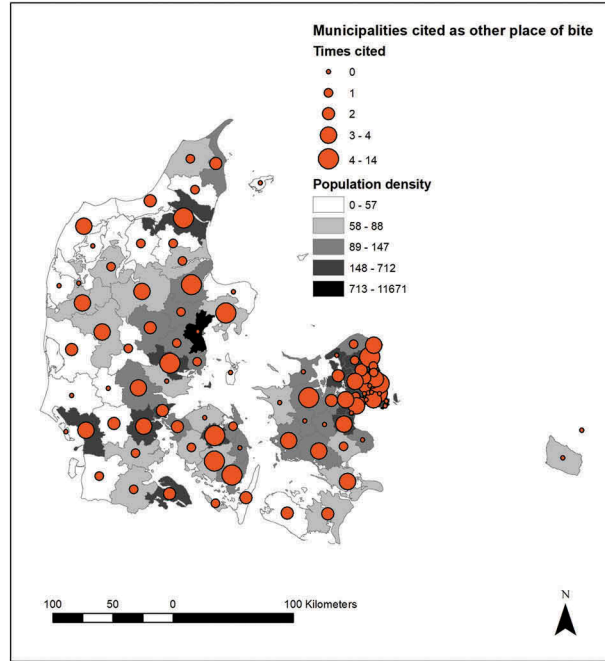 Municipalities cited as other place of bite
Times cited
0
1
2
3 - 4
4 - 14
Population density
0 - 57
58 - 88
89 - 147
148 - 712
713 - 11671
100 50 0 100 Kilometers
N